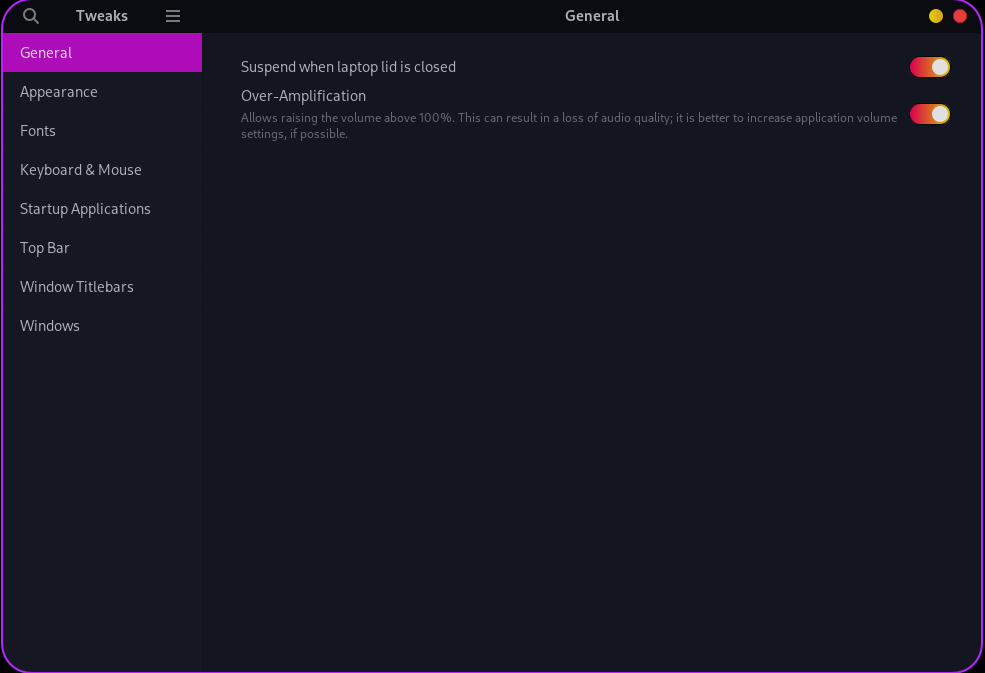 Tweaks
General
General
Appearance
Fonts
Keyboard & Mouse
Startup Applications
Top Bar
Window Titlebars
Windows
Suspend when laptop lid is closed
Over-Amplification
Allows raising the volume above 100%. This can result in a loss of audio quality; it is better to increase application volume
settings, if possible.